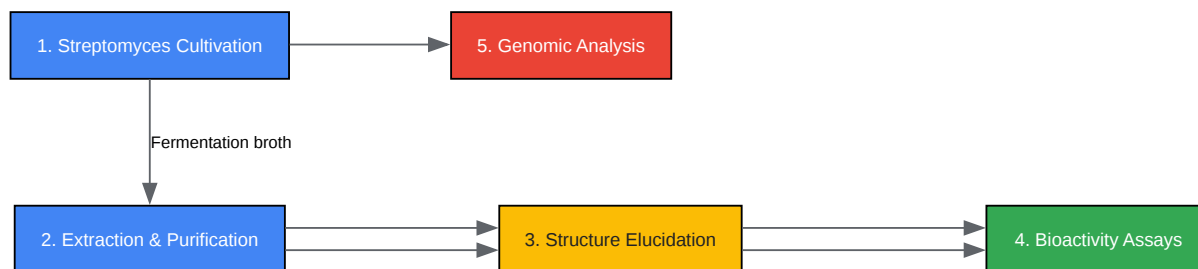 1. Streptomyces Cultivation
5. Genomic Analysis
Fermentation broth
2. Extraction & Purification
3. Structure Elucidation
4. Bioactivity Assays